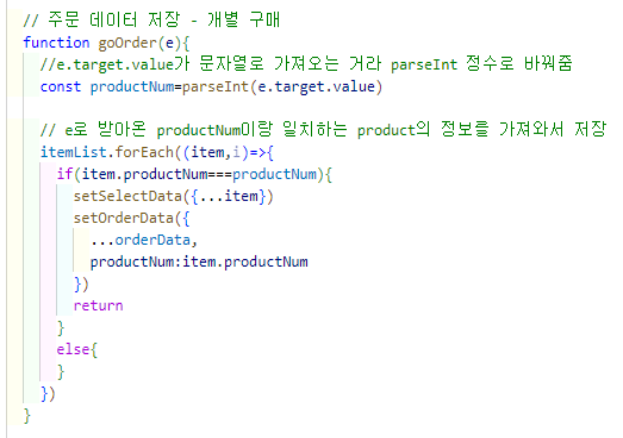 // 주문 데이터 저장 - 개별 구매
function goOrder(e){
//e.target.value가 문자열로 가져오는 거라 parseInt 정수로 바꿔줌
const productNum=parseInt(e.target.value)
// e로 받아온 productNum이랑 일치하는 product의 정보를 가져와서 저장
itemList.forEach((item,i)=>{
if(item.productNum===productNum){
setSelectData({...item})
setOrderData({
...orderData,
productNum:item.productNum
})
return
}
else{
}
})
}